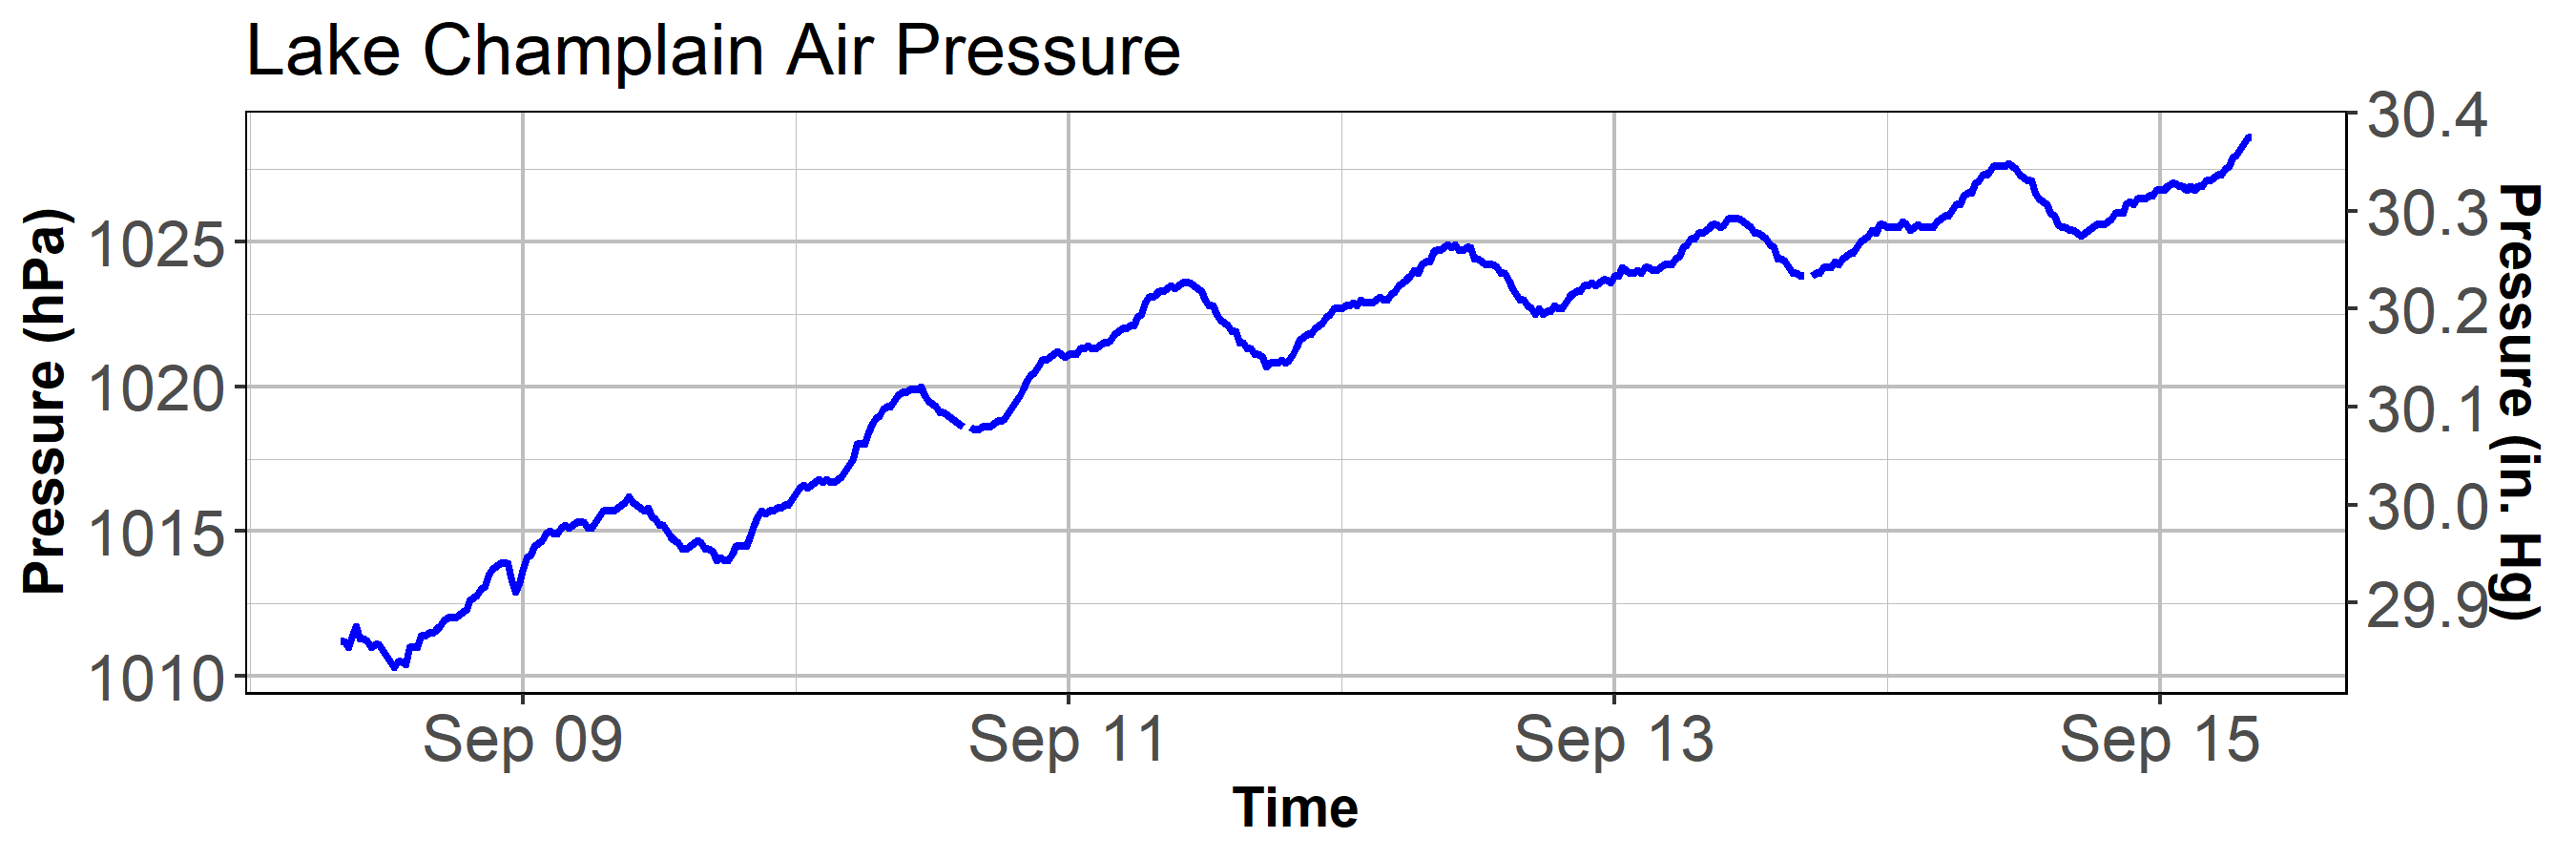 Lake Champlain Air Pressure
Pressure (hPa)
1025
1020
1015
1010
30.4
30.3
30.2
30.1
30.0
29.9
Pressure (in. Hg)
Sep 09
Sep 11
Sep 13
Sep 15
Time